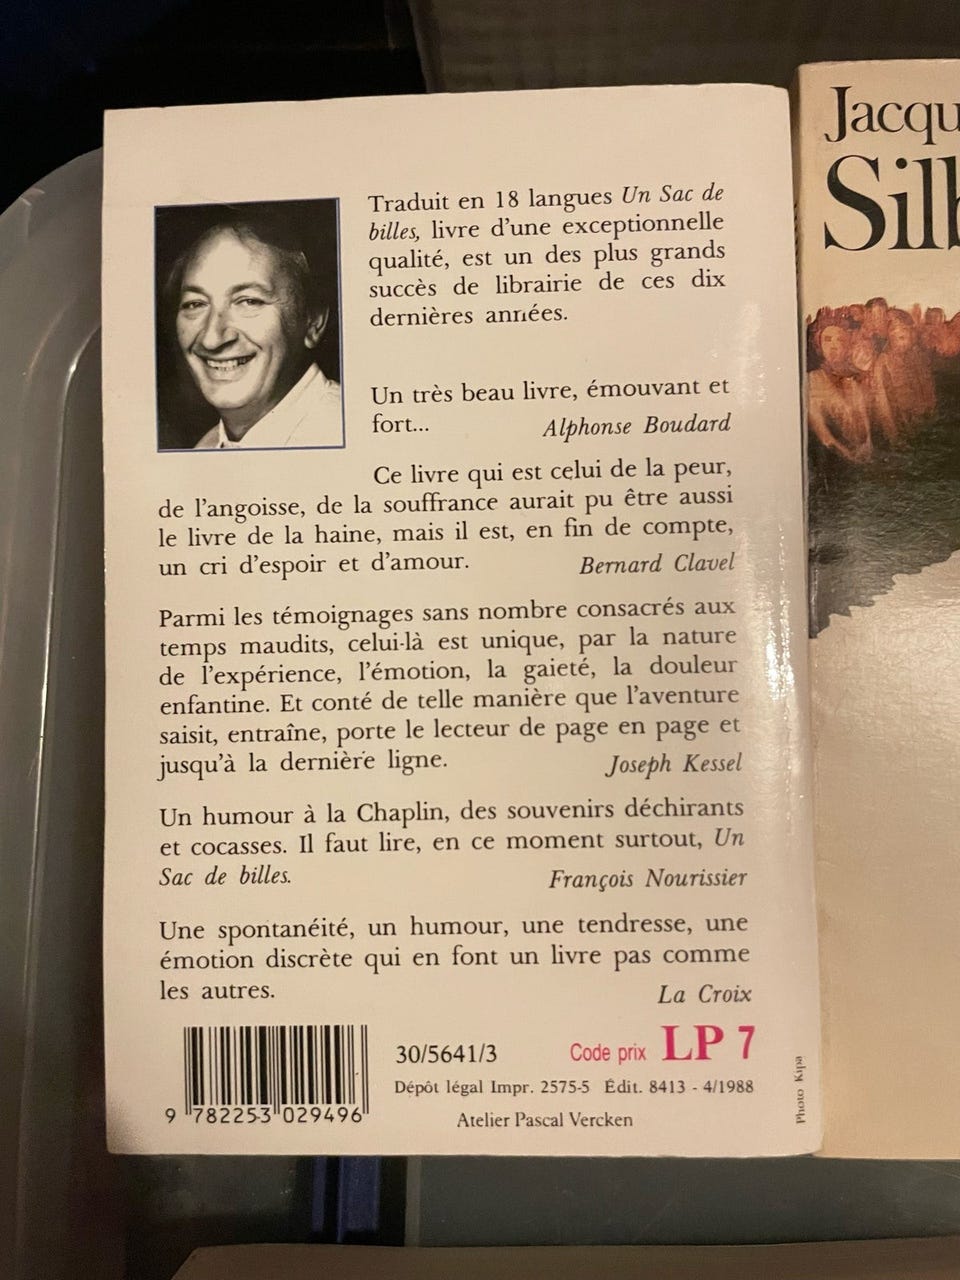 Traduit en 18 langues Un Sac de
billes, livre d'une exceptionnelle
qualité, est un des plus grands
succès de librairie de ces dix
dernières années.
Un très beau livre, émouvant et
fort...
Alphonse Boudard
Ce livre qui est celui de la peur,
de l'angoisse, de la souffrance aurait pu être aussi
le livre de la haine, mais il est, en fin de compte,
un cri d'espoir et d'amour.
Bernard Clavel
Parmi les témoignages sans nombre consacrés aux
temps maudits, celui-là est unique, par la nature
de l'expérience, l'émotion, la gaieté, la douleur
enfantine. Et conté de telle manière que l'aventure
saisit, entraîne, porte le lecteur de page en page et
jusqu'à la dernière ligne.
Joseph Kessel
Un humour à la Chaplin, des souvenirs déchirants
et cocasses. Il faut lire, en ce moment surtout, Un
Sac de billes.
François Nourissier
Une spontanéité, un humour, une tendresse, une
émotion discrète qui en font un livre pas comme
les autres.
La Croix
30/5641/3
Code prix LP 7
Dépôt légal Impr. 2575-5 Édit. 8413 - 4/1988
9 782253 029496
Atelier Pascal Vercken
Photo Kipa
Jacqu
Silb